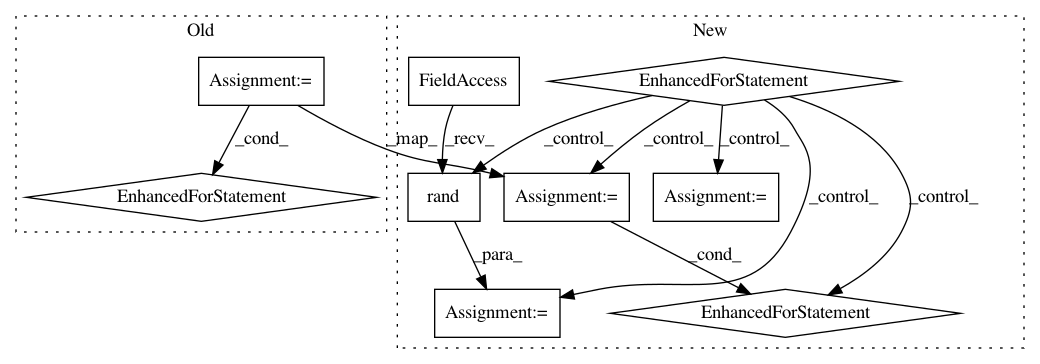 Old
New
Assignment:=
FieldAccess
EnhancedForStatement
_cond_
_map_
_recv_
_control_
_control_
_control_
EnhancedForStatement
rand
Assignment:=
Assignment:=
_control_
_control_
_para_
_cond_
Assignment:=
EnhancedForStatement